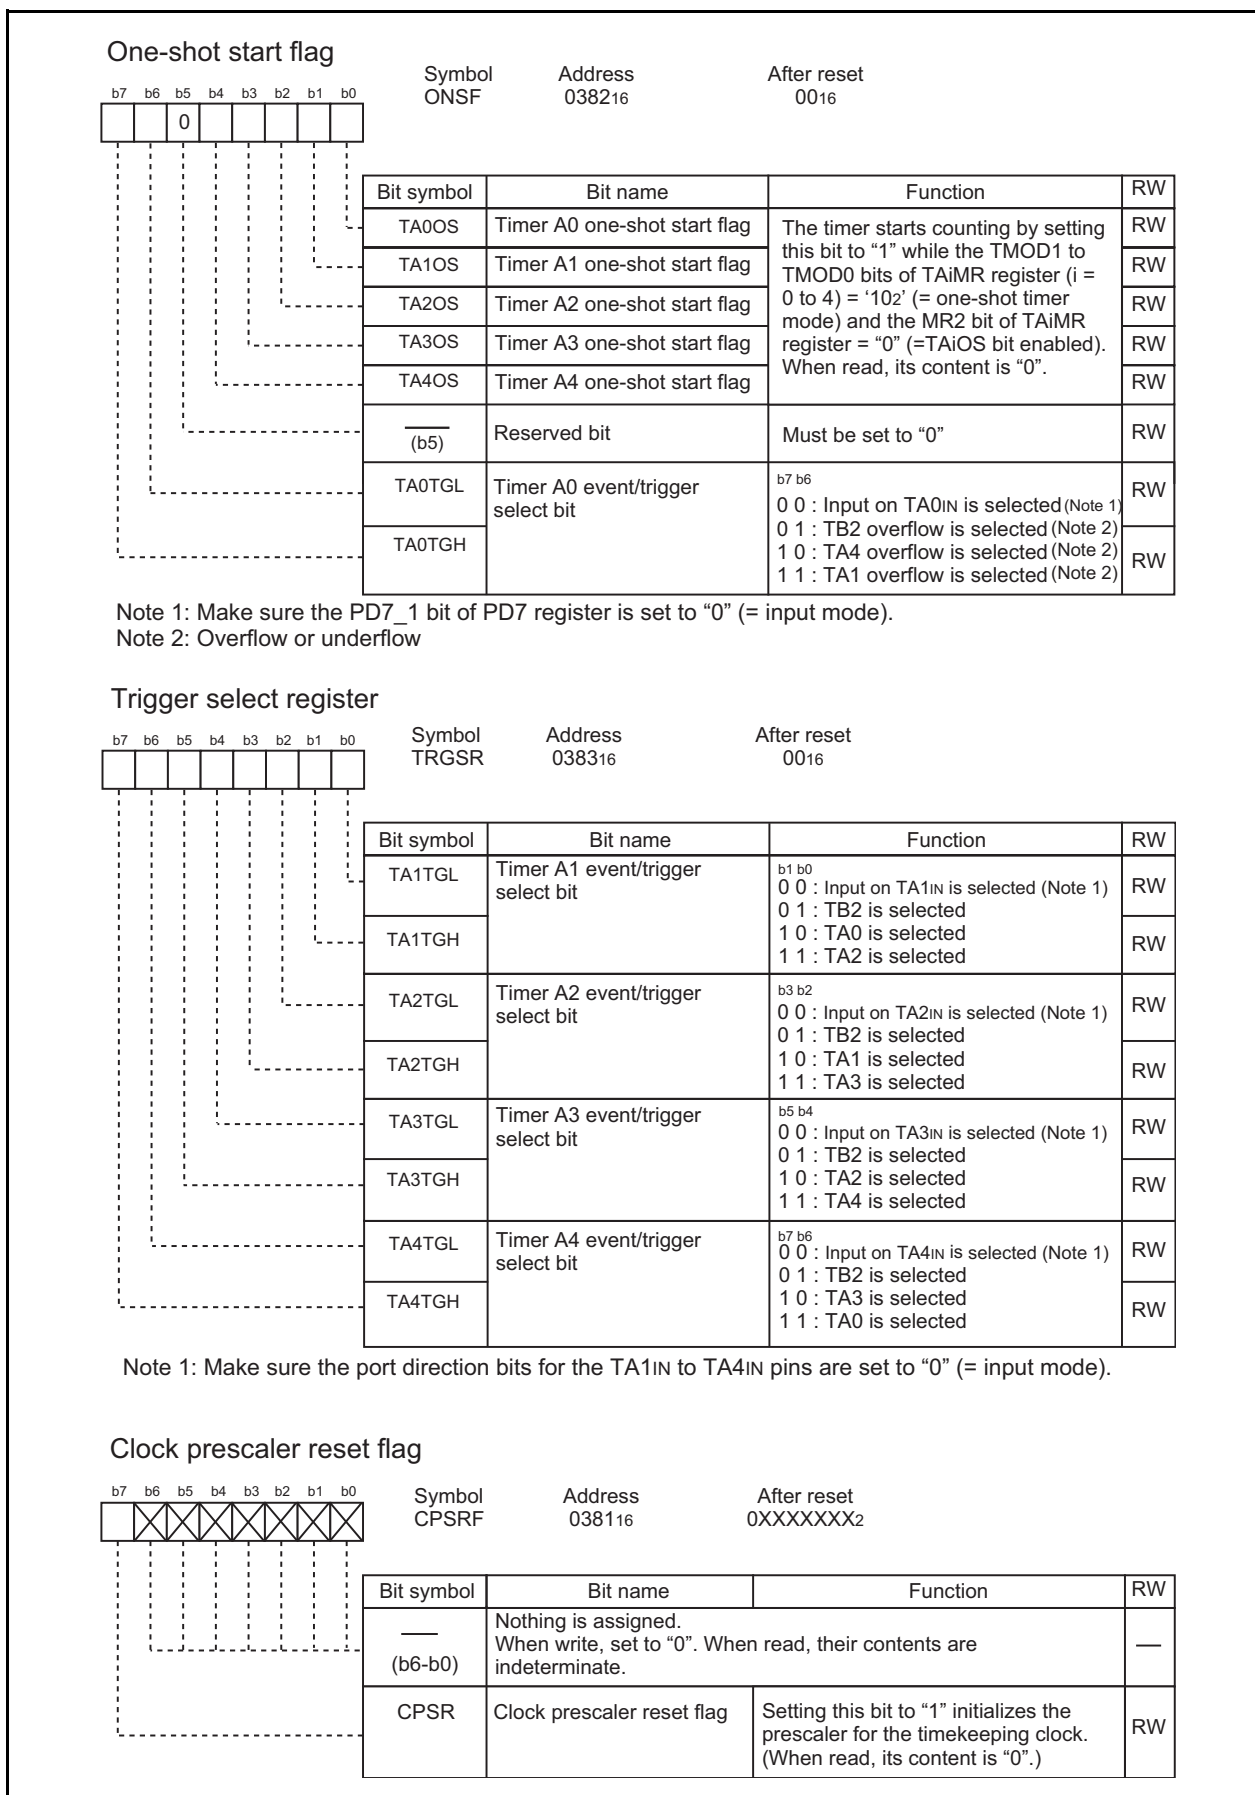 One-shot start flag
Symbol Address After reset
ONSF 038216 0016
b7 b6 b5 b4 b3 b2 b1 b0
0
Bit symbol Bit name Function RW
TA0OS Timer A0 one-shot start flag RW
TA1OS Timer A1 one-shot start flag RW
TA2OS Timer A2 one-shot start flag RW
TA3OS Timer A3 one-shot start flag RW
TA4OS Timer A4 one-shot start flag RW
The timer starts counting by setting
this bit to “1” while the TMOD1 to
TMOD0 bits of TAiMR register (i =
0 to 4) = ‘102’ (= one-shot timer
mode) and the MR2 bit of TAiMR
register = “0” (=TAiOS bit enabled).
When read, its content is “0”.
(b5) Reserved bit Must be set to “0” RW
TA0TGL Timer A0 event/trigger
select bit
RW
TA0TGH RW
b7 b6
0 0 : Input on TA0IN is selected (Note 1)
0 1 : TB2 overflow is selected (Note 2)
1 0 : TA4 overflow is selected (Note 2)
1 1 : TA1 overflow is selected (Note 2)
Note 1: Make sure the PD7_1 bit of PD7 register is set to “0” (= input mode).
Note 2: Overflow or underflow
Trigger select register
Symbol Address After reset
TRGSR 038316 0016
b7 b6 b5 b4 b3 b2 b1 b0
Bit symbol Bit name Function RW
TA1TGL Timer A1 event/trigger
select bit
RW
TA1TGH RW
b1 b0
0 0 : Input on TA1IN is selected (Note 1)
0 1 : TB2 is selected
1 0 : TA0 is selected
1 1 : TA2 is selected
TA2TGL Timer A2 event/trigger
select bit
RW
TA2TGH RW
b3 b2
0 0 : Input on TA2IN is selected (Note 1)
0 1 : TB2 is selected
1 0 : TA1 is selected
1 1 : TA3 is selected
TA3TGL Timer A3 event/trigger
select bit
RW
TA3TGH RW
b5 b4
0 0 : Input on TA3IN is selected (Note 1)
0 1 : TB2 is selected
1 0 : TA2 is selected
1 1 : TA4 is selected
TA4TGL Timer A4 event/trigger
select bit
RW
TA4TGH RW
b7 b6
0 0 : Input on TA4IN is selected (Note 1)
0 1 : TB2 is selected
1 0 : TA3 is selected
1 1 : TA0 is selected
Note 1: Make sure the port direction bits for the TA1IN to TA4IN pins are set to “0” (= input mode).
Clock prescaler reset flag
Symbol Address After reset
CPSRF 038116 0XXXXXXX2
b7 b6 b5 b4 b3 b2 b1 b0
Bit symbol Bit name Function RW
(b6-b0)
Nothing is assigned.
When write, set to “0”. When read, their contents are
indeterminate.
—
CPSR Clock prescaler reset flag RW
Setting this bit to “1” initializes the
prescaler for the timekeeping clock.
(When read, its content is “0”.)